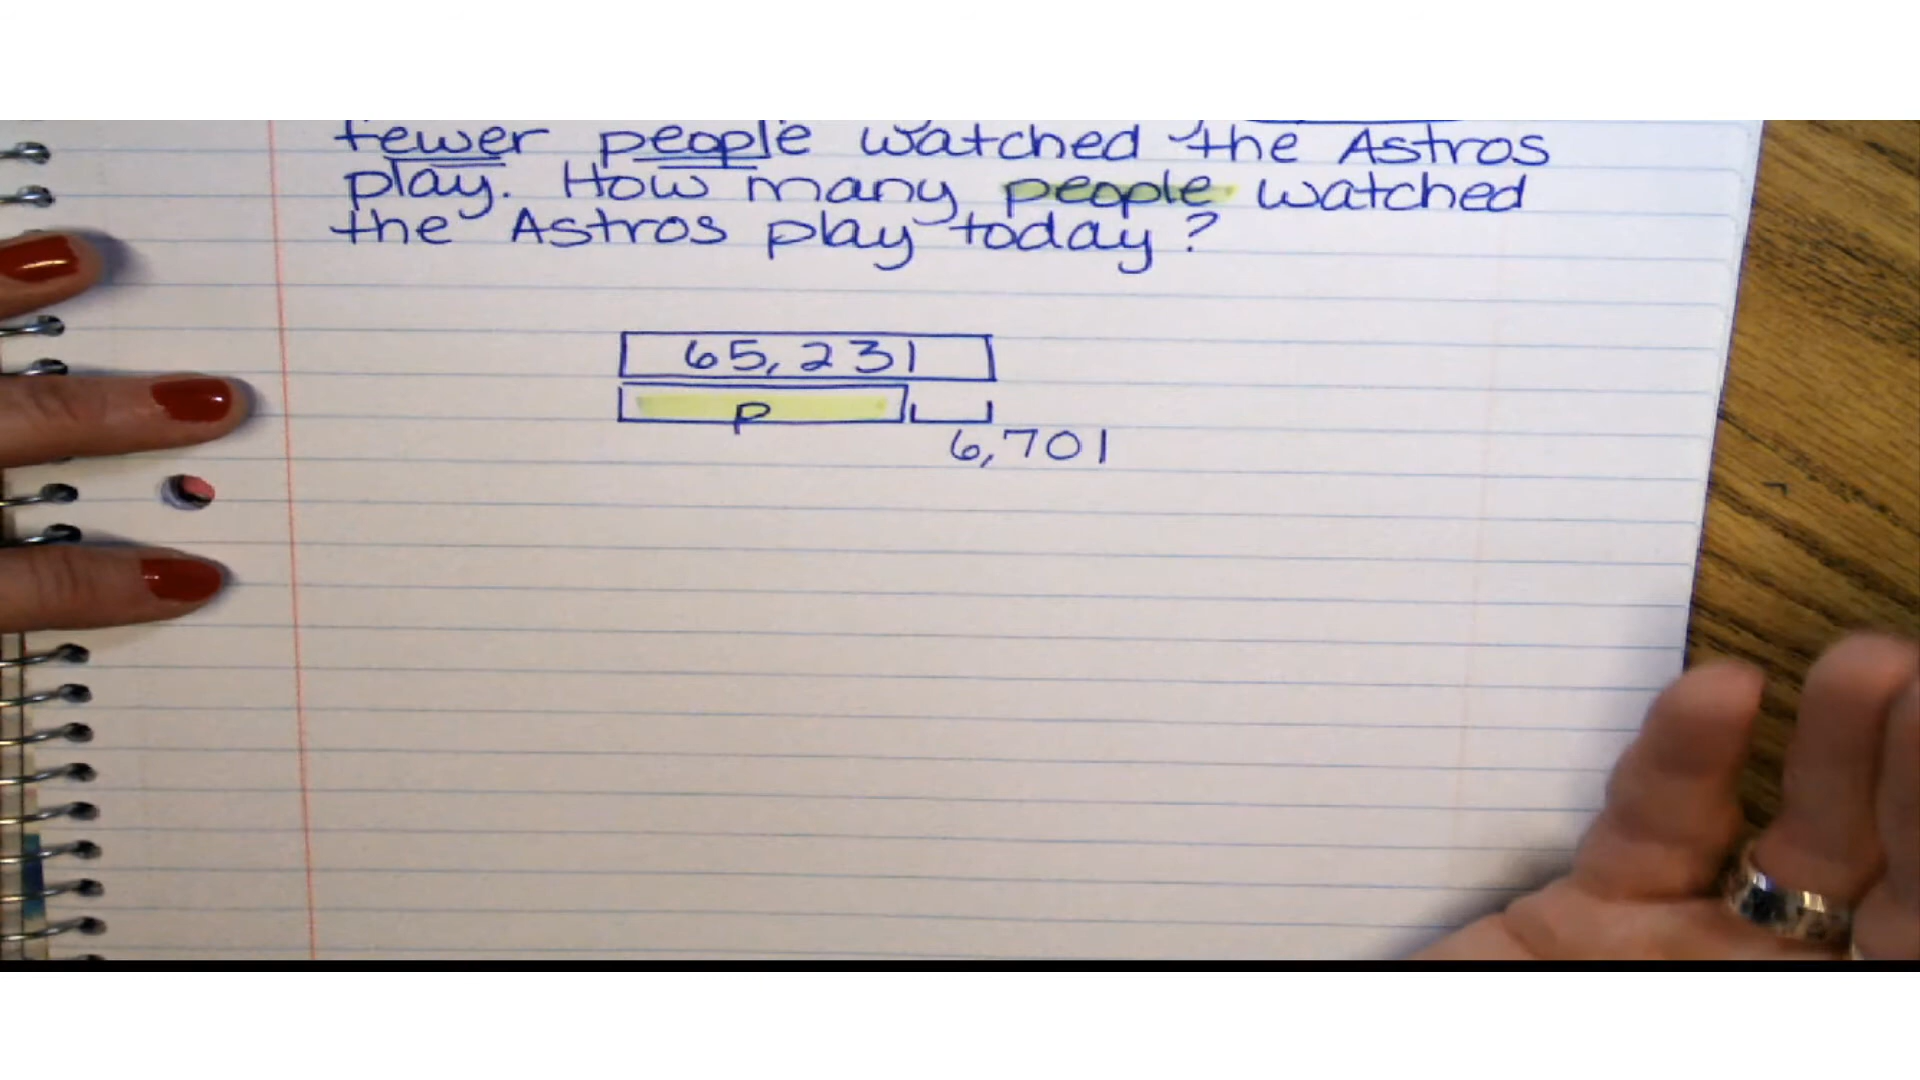 fewer people watched the Astros
play. How many people watched
the Astros play today?
65,231
p
6,701